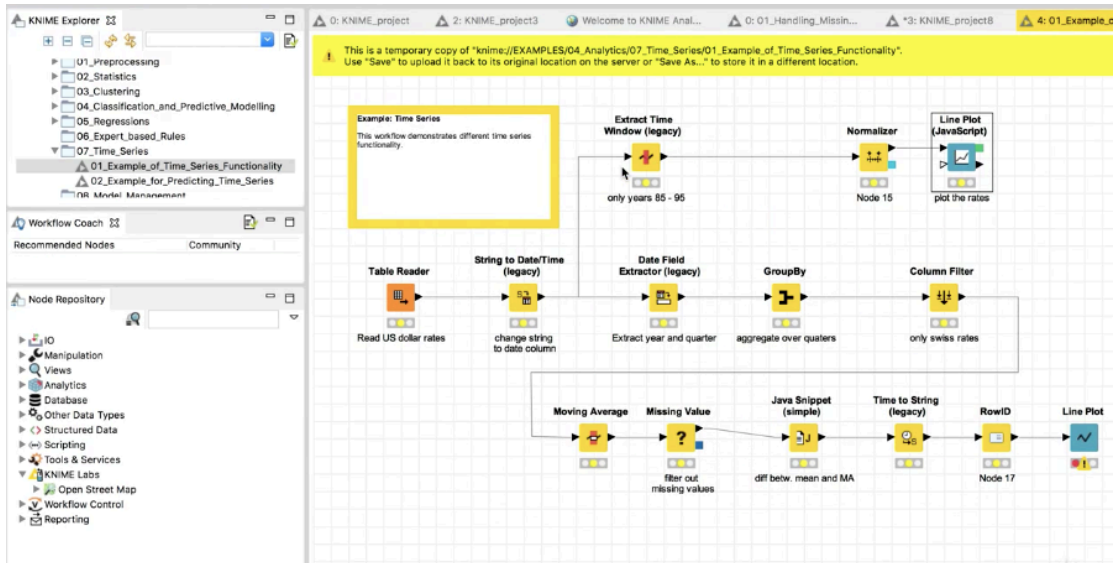 KNIME Explorer
0: KNIME_project
2: KNIME_project3
Welcome to KNIME Anal...
0: 01_Handling_Missin...
*3: KNIME_project8
4: 01_Example_o
This is a temporary copy of "knime://EXAMPLES/04_Analytics/07_Time_Series/01_Example_of_Time_Series_Functionality".
Use "Save" to upload it back to its original location on the server or "Save As..." to store it in a different location.
01_Preprocessing
02_Statistics
03_Clustering
04_Classification_and_Predictive_Modelling
05_Regressions
06_Expert_based_Rules
07_Time_Series
01_Example_of_Time_Series_Functionality
02_Example_for_Predicting_Time_Series
08_Model_Management
Workflow Coach
Recommended Nodes
Community
Node Repository
IO
Manipulation
Views
Analytics
Database
Other Data Types
Structured Data
Scripting
Tools & Services
KNIME Labs
Open Street Map
Workflow Control
Reporting
Example: Time Series
This workflow demonstrates different time series
functionality.
Extract Time
Window (legacy)
only years 85 - 95
Normalizer
Node 15
Line Plot
(JavaScript)
plot the rates
Table Reader
Read US dollar rates
String to Date/Time
(legacy)
change string
to date column
Date Field
Extractor (legacy)
Extract year and quarter
GroupBy
aggregate over quaters
Column Filter
only swiss rates
Moving Average
Missing Value
filter out
missing values
Java Snippet
(simple)
diff betw. mean and MA
Time to String
(legacy)
RowID
Node 17
Line Plot